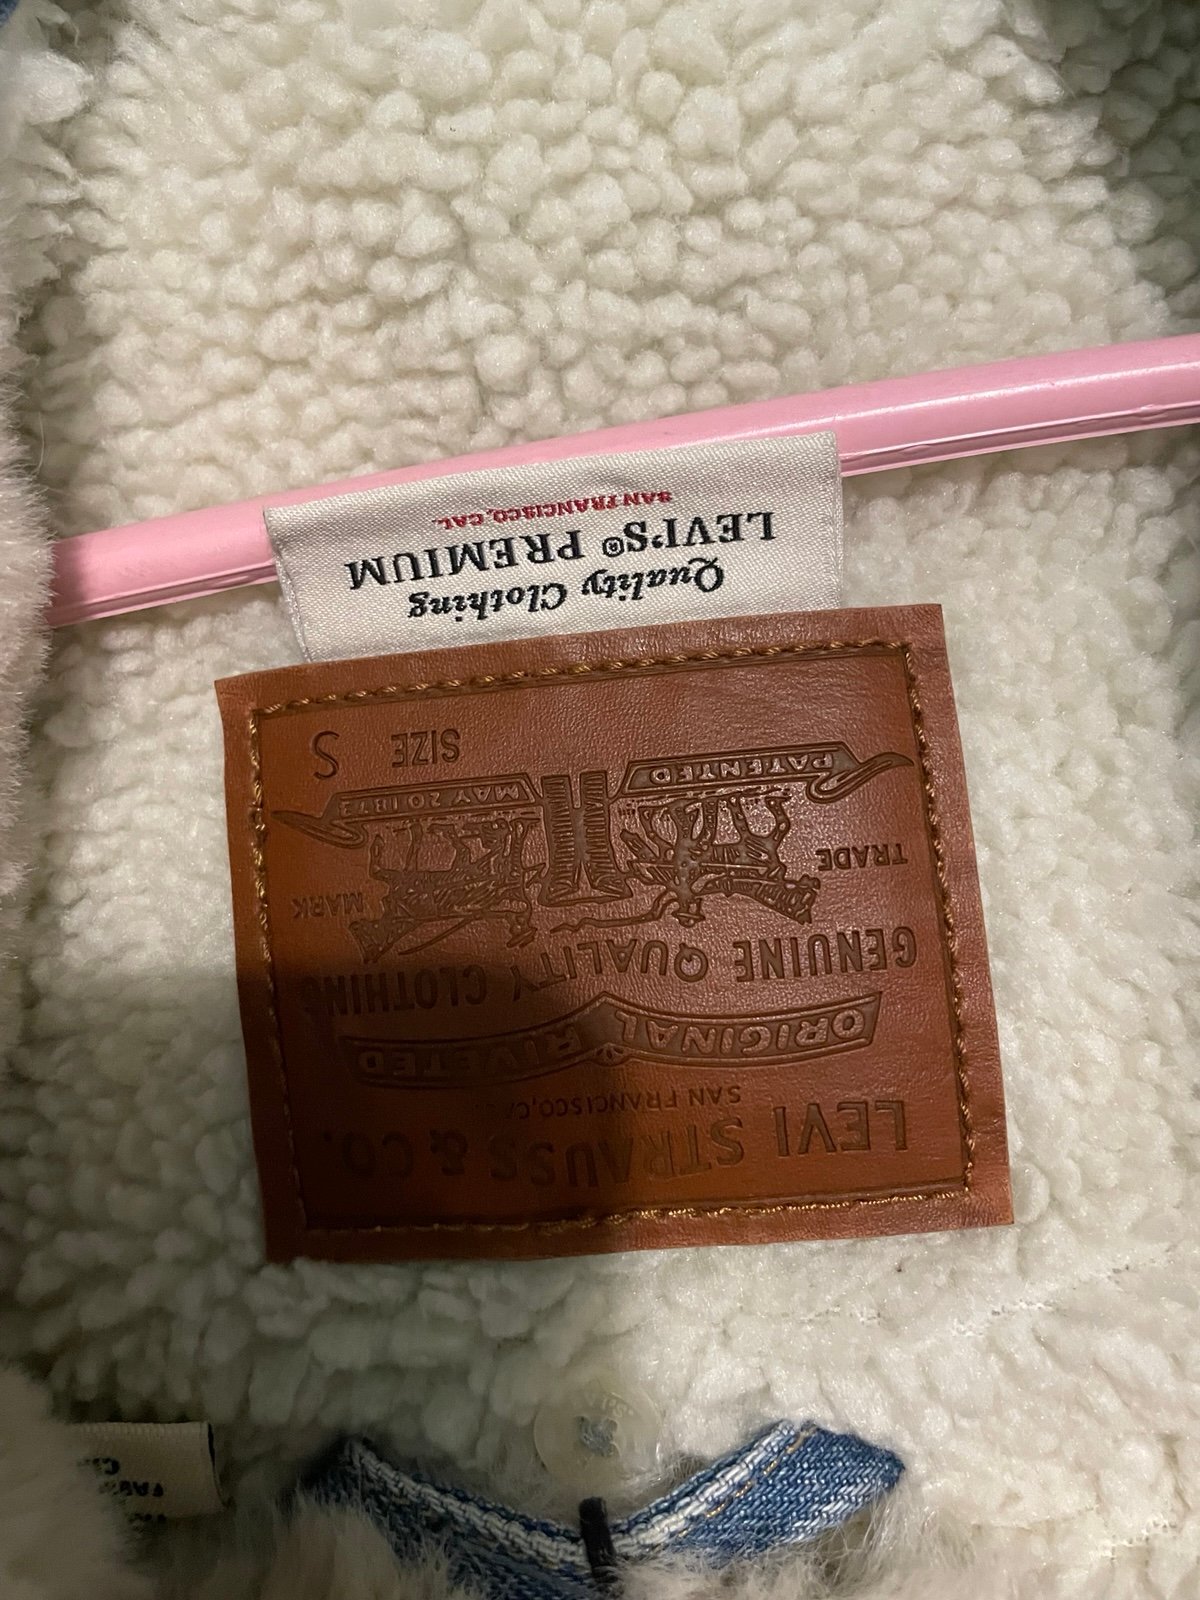 LEVI STRAUSS & CO.
SAN FRANCISCO, CA
ORIGINAL RIVETED
GENUINE QUALITY CLOTHING
TRADE MARK
PATENTED MAY 20 1873
SIZE S
Quality Clothing
LEVI'S® PREMIUM
SAN FRANCISCO, CAL.